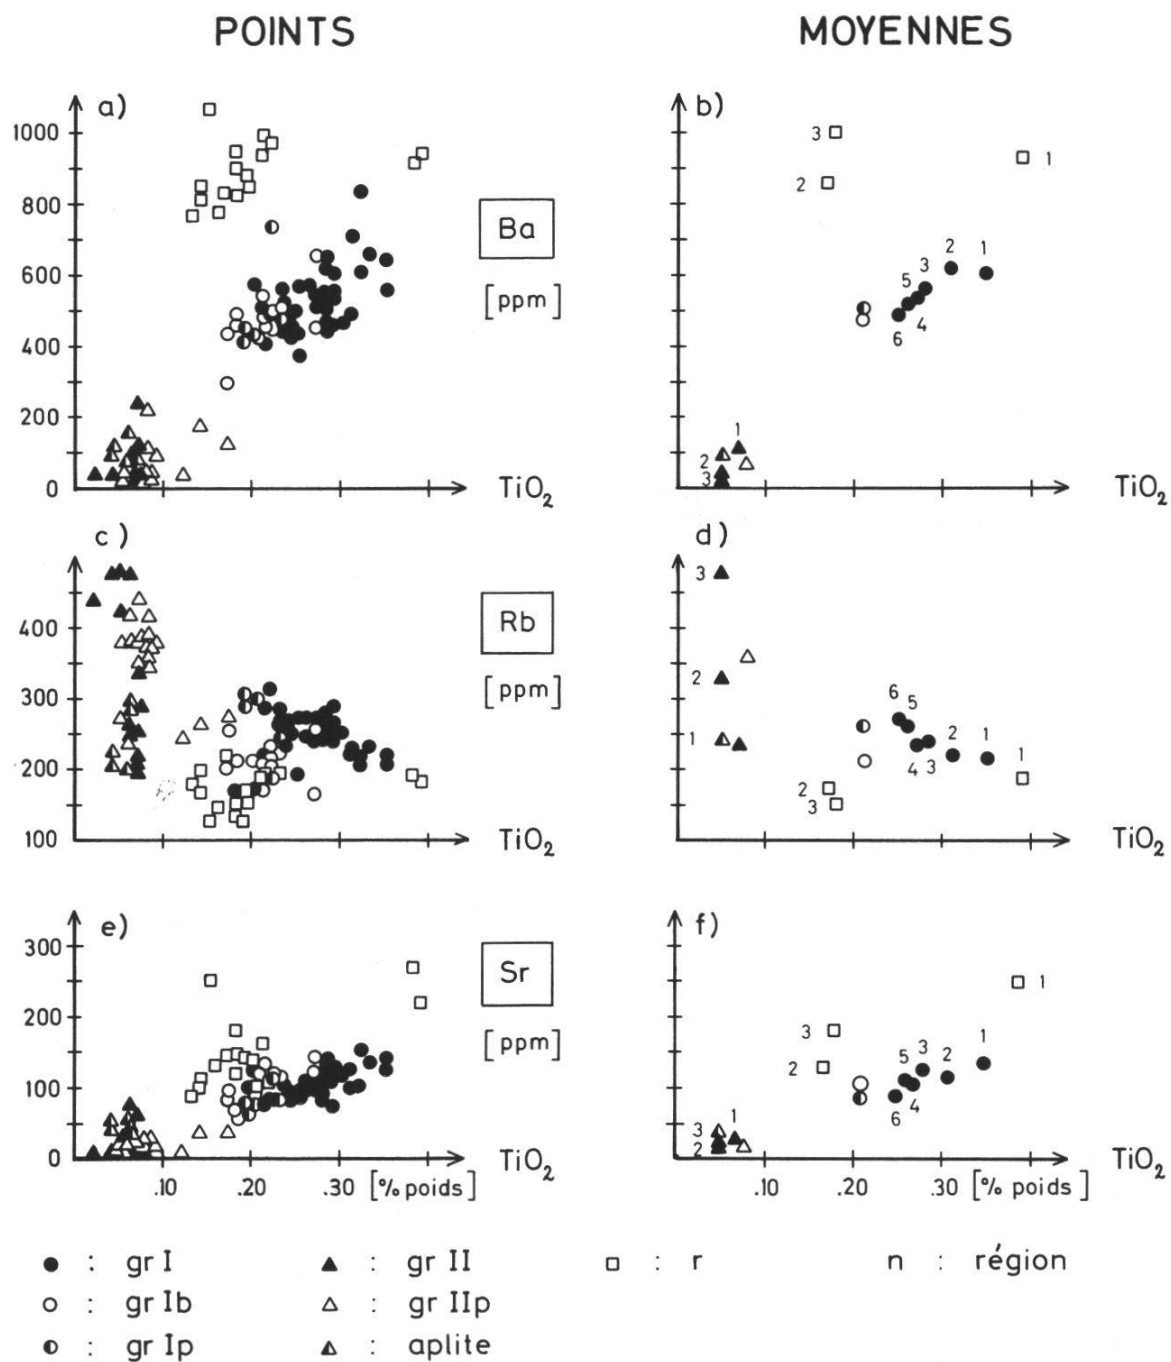 POINTS MOYENNES
a)
1000
800
600
400
200
0
Ba
[ppm]
TiO₂
b)
3
2
1
2
1
3
5
4
6
1
2
3
TiO₂
c)
400
300
200
100
Rb
[ppm]
TiO₂
d)
3
2
1
6
5
4
3
2
1
1
2
3
TiO₂
e)
300
200
100
0
.10 .20 .30 [% poids]
Sr
[ppm]
TiO₂
f)
1
3
2
1
2
3
5
4
6
3
1
2
.10 .20 .30 [% poids]
TiO₂
● : gr I ▲ : gr II □ : r n : région
○ : gr Ib △ : gr IIp
◐ : gr Ip ◭ : aplite